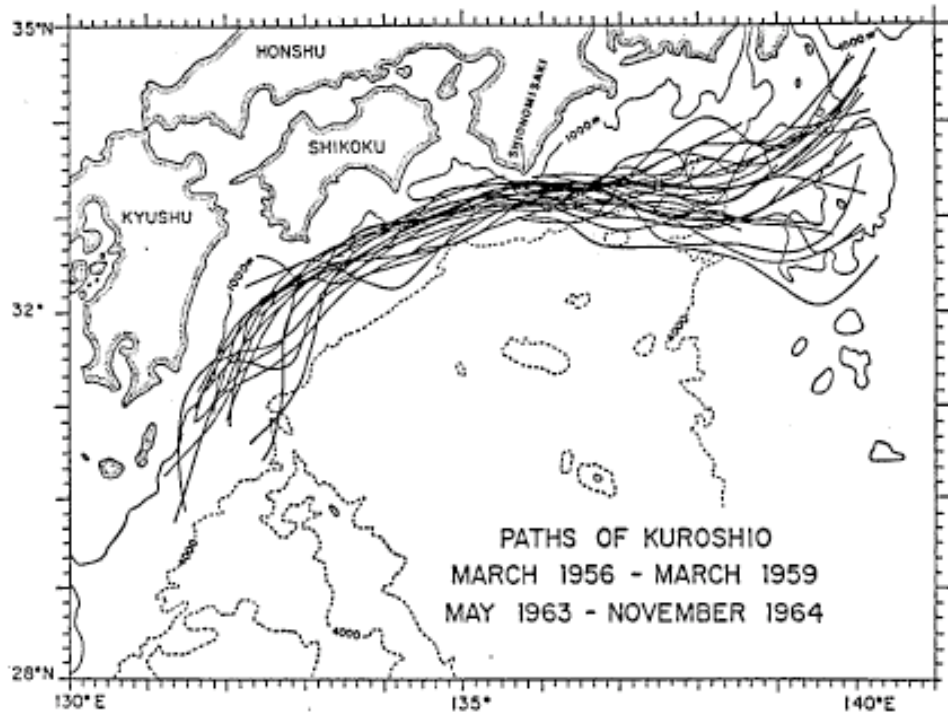 35°N
HONSHU
1000 m
SHIONOMISAKI
1000m
SHIKOKU
KYUSHU
1000m
32°
4000
PATHS OF KUROSHIO
MARCH 1956 - MARCH 1959
MAY 1963 - NOVEMBER 1964
4000
4000
28°N
130°E
135°
140°E